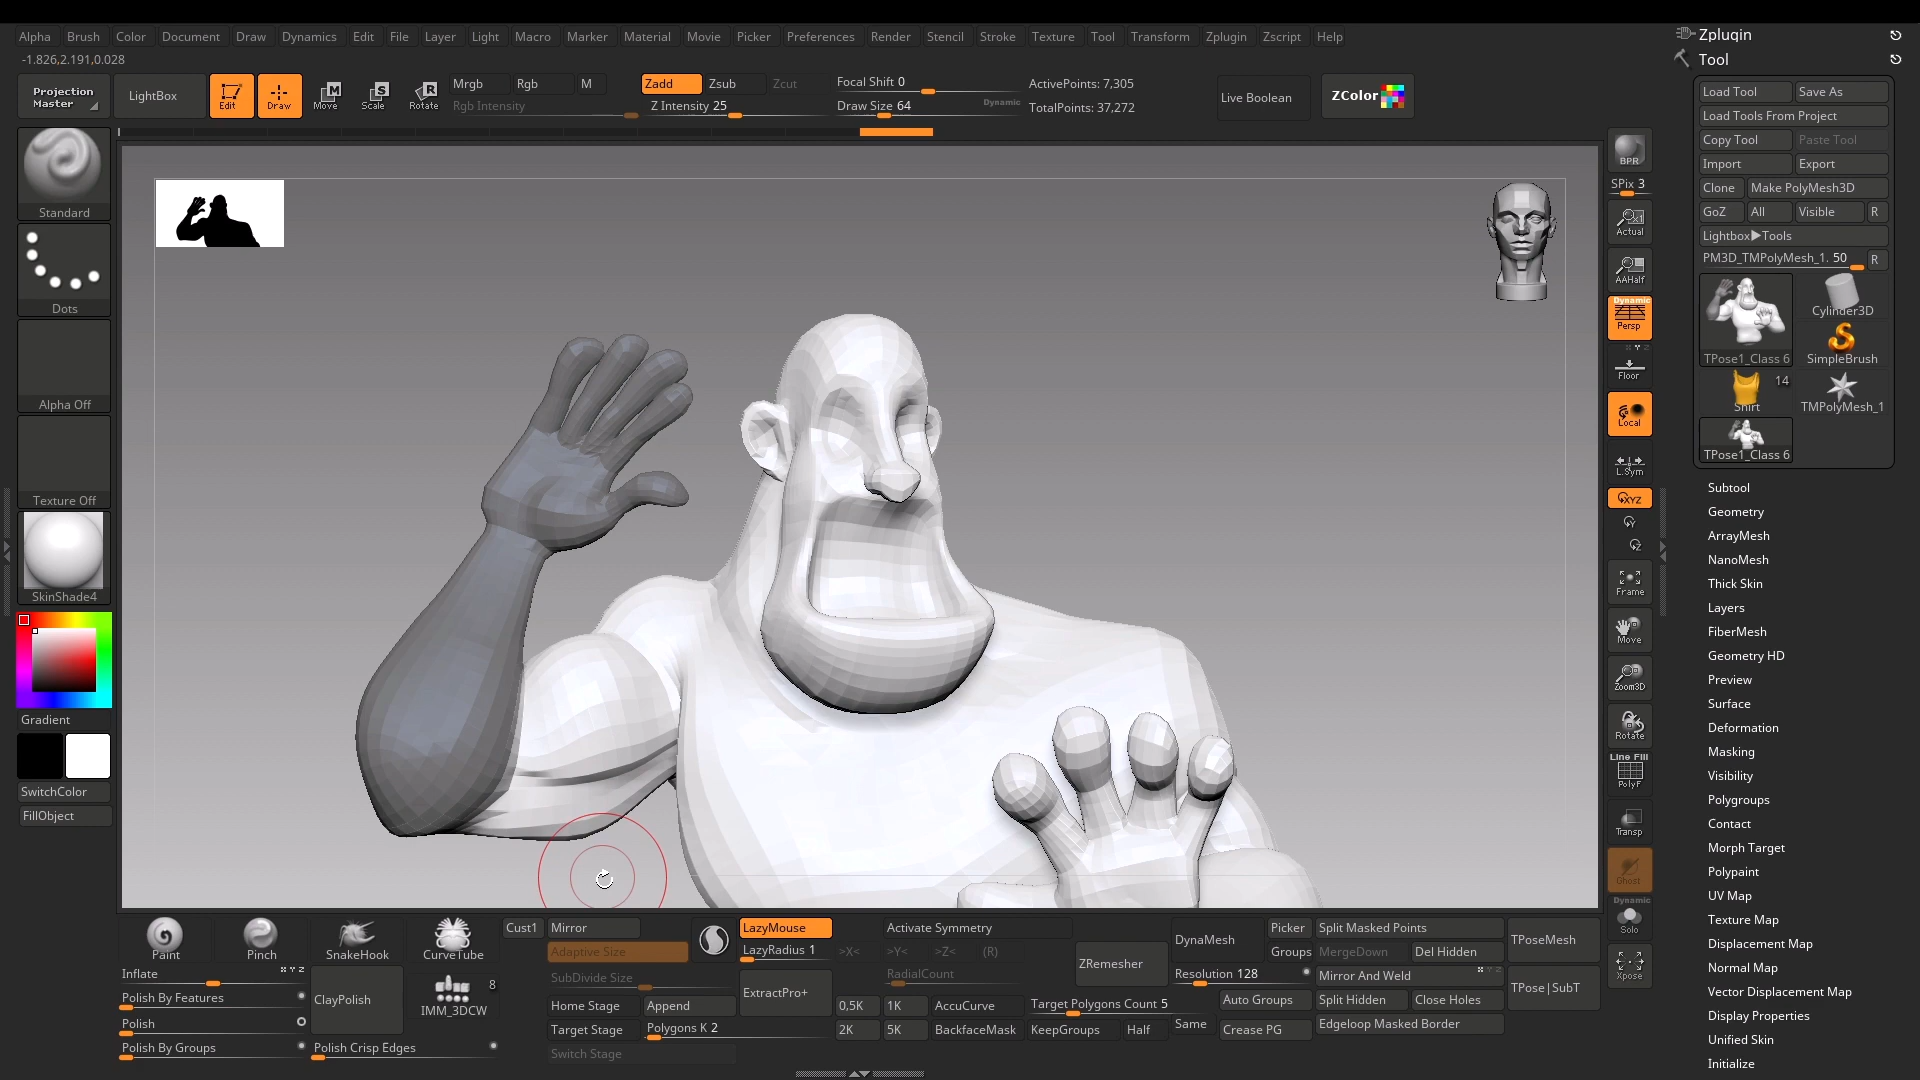 Alpha Brush Color Document Draw Dynamics Edit File Layer Light Macro Marker Material Movie Picker Preferences Render Stencil Stroke Texture Tool Transform Zplugin Zscript Help
-1.826,2.191,0.028
Projection Master
LightBox
Edit
Draw
Move
Scale
Rotate
Mrgb
Rgb
M
Rgb Intensity
Zadd
Zsub
Zcut
Z Intensity 25
Focal Shift 0
Draw Size 64
Dynamic
ActivePoints: 7,305
TotalPoints: 37,272
Live Boolean
ZColor
Standard
Dots
Alpha Off
Texture Off
SkinShade4
Gradient
SwitchColor
FillObject
BPR
SPix 3
Actual
AAHalf
Dynamic
Persp
Floor
Local
L.Sym
XYZ
Y
Z
Frame
Move
Zoom3D
Rotate
Line Fill
PolyF
Transp
Ghost
Dynamic
Solo
Xpose
Zplugin
Tool
Load Tool
Save As
Load Tools From Project
Copy Tool
Paste Tool
Import
Export
Clone
Make PolyMesh3D
GoZ
All
Visible
R
Lightbox▶Tools
PM3D_TMPolyMesh_1. 50
R
TPose1_Class 6
Cylinder3D
SimpleBrush
14
Shirt
TMPolyMesh_1
TPose1_Class 6
Subtool
Geometry
ArrayMesh
NanoMesh
Thick Skin
Layers
FiberMesh
Geometry HD
Preview
Surface
Deformation
Masking
Visibility
Polygroups
Contact
Morph Target
Polypaint
UV Map
Texture Map
Displacement Map
Normal Map
Vector Displacement Map
Display Properties
Unified Skin
Initialize
Paint
Pinch
SnakeHook
CurveTube
Inflate
Polish By Features
Polish
Polish By Groups
ClayPolish
8
IMM_3DCW
Polish Crisp Edges
Cust1
Mirror
Adaptive Size
SubDivide Size
Home Stage
Append
Target Stage
Polygons K 2
Switch Stage
LazyMouse
LazyRadius 1
ExtractPro+
Activate Symmetry
>X<
>Y<
>Z<
(R)
RadialCount
0,5K
1K
AccuCurve
2K
5K
BackfaceMask
ZRemesher
Target Polygons Count 5
KeepGroups
Half
Same
DynaMesh
Picker
Groups
Resolution 128
Auto Groups
Crease PG
Split Masked Points
MergeDown
Del Hidden
Mirror And Weld
Split Hidden
Close Holes
Edgeloop Masked Border
TPoseMesh
TPose|SubT